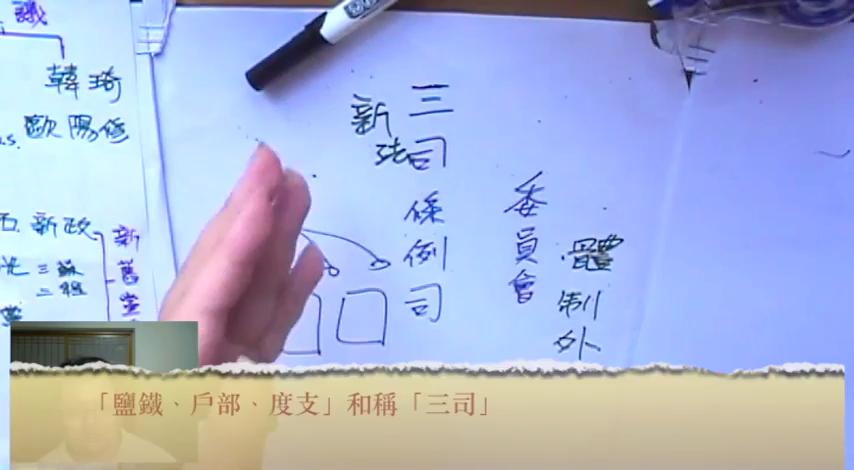 議
韓琦
歐陽修
新政
新舊
三蘇
二程
三司
條例司
新法
委員會
體制外
「鹽鐵、戶部、度支」和稱「三司」